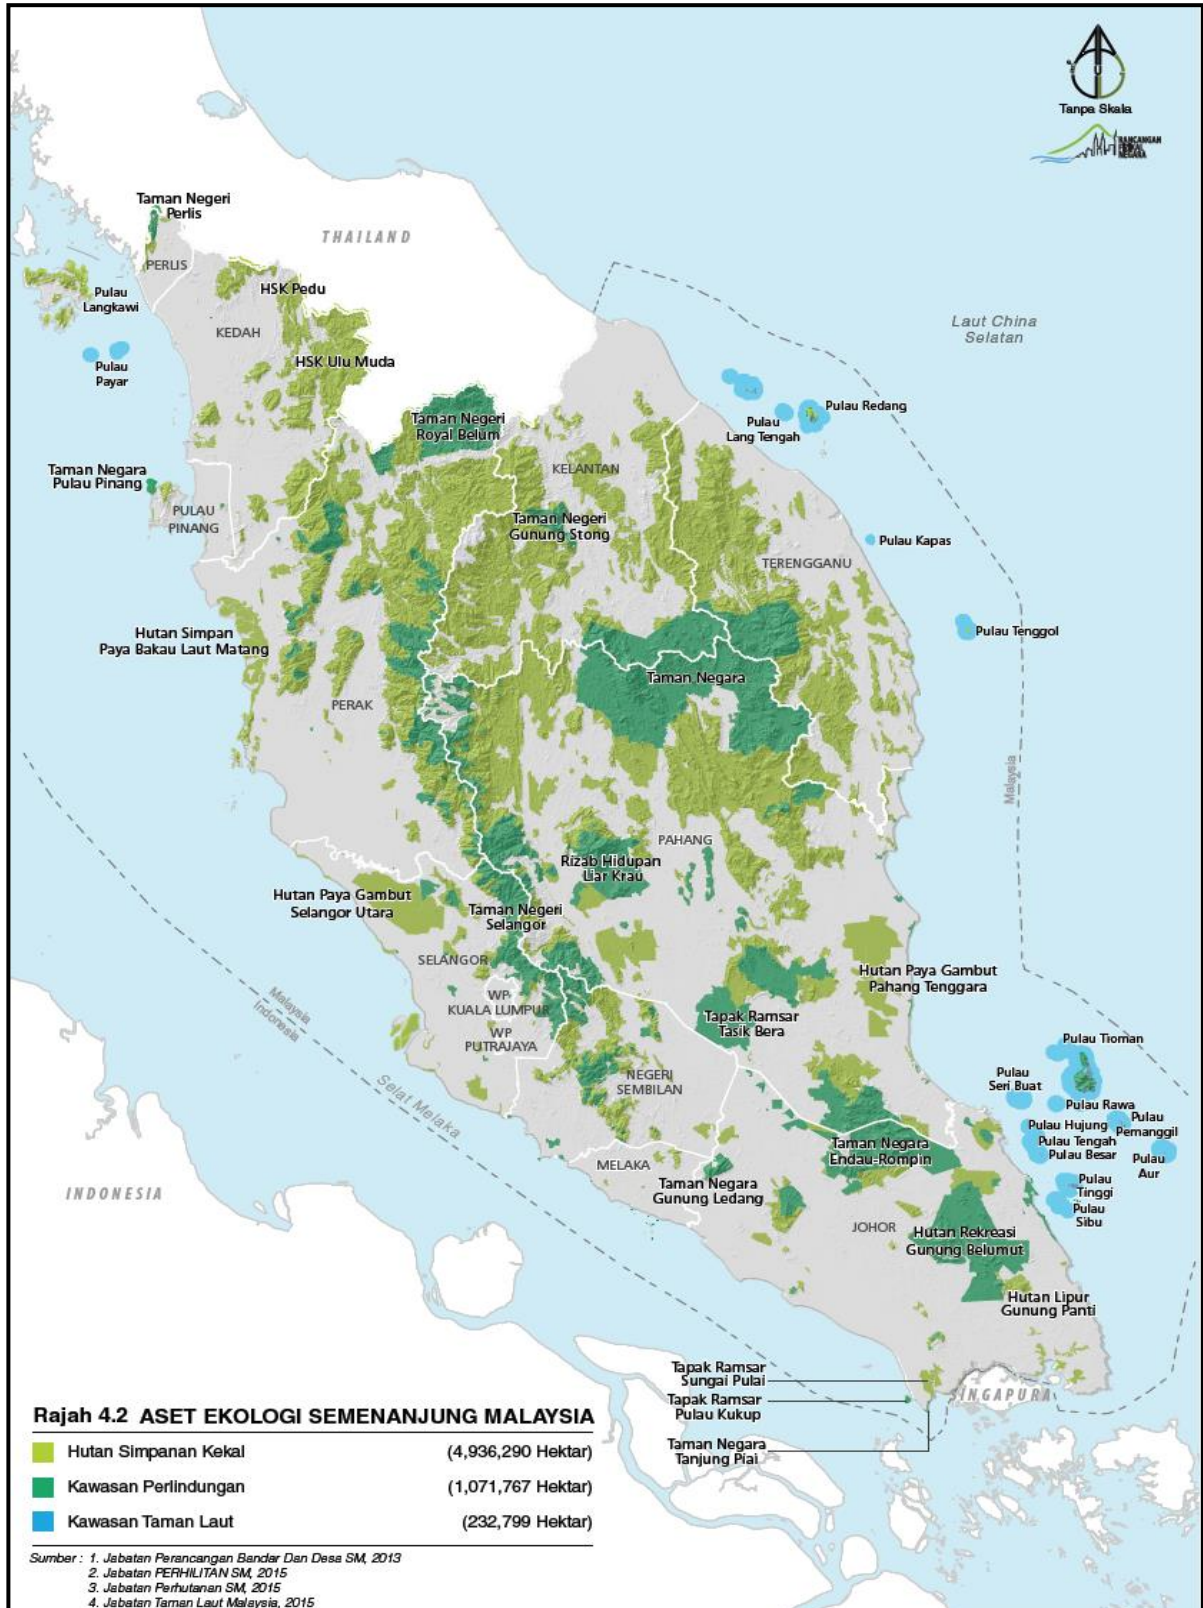 Tanpa Skala
RANCANGAN
FIZIKAL
NEGARA
Taman Negeri
Perlis
THAILAND
PERLIS
HSK Pedu
Pulau
Langkawi
KEDAH
Laut China
Selatan
Pulau
Payar
HSK Ulu Muda
Pulau Redang
Pulau
Lang Tengah
Taman Negeri
Royal Belum
KELANTAN
Taman Negara
Pulau Pinang
PULAU
PINANG
Taman Negeri
Gunung Stong
Pulau Kapas
TERENGGANU
Pulau Tenggol
Hutan Simpan
Paya Bakau Laut Matang
Taman Negara
PERAK
Malaysia
PAHANG
Rizab Hidupan
Liar Krau
Hutan Paya Gambut
Selangor Utara
Taman Negeri
Selangor
SELANGOR
Hutan Paya Gambut
Pahang Tenggara
Malaysia
Indonesia
WP
KUALA LUMPUR
WP
PUTRAJAYA
Tapak Ramsar
Tasik Bera
Pulau Tioman
Pulau
Seri Buat
NEGERI
SEMBILAN
Selat Melaka
Pulau Rawa
Pulau Hujung
Pulau
Pemanggil
Pulau Tengah
Pulau Besar
Pulau
Aur
Taman Negara
Endau-Rompin
MELAKA
Taman Negara
Gunung Ledang
Pulau
Tinggi
Pulau
Sibu
INDONESIA
JOHOR
Hutan Rekreasi
Gunung Belumut
Hutan Lipur
Gunung Panti
Tapak Ramsar
Sungai Pulai
Tapak Ramsar
Pulau Kukup
SINGAPURA
Taman Negara
Tanjung Piai
Rajah 4.2 ASET EKOLOGI SEMENANJUNG MALAYSIA
Hutan Simpanan Kekal (4,936,290 Hektar)
Kawasan Perlindungan (1,071,767 Hektar)
Kawasan Taman Laut (232,799 Hektar)
Sumber : 1. Jabatan Perancangan Bandar Dan Desa SM, 2013
2. Jabatan PERHILITAN SM, 2015
3. Jabatan Perhutanan SM, 2015
4. Jabatan Taman Laut Malaysia, 2015